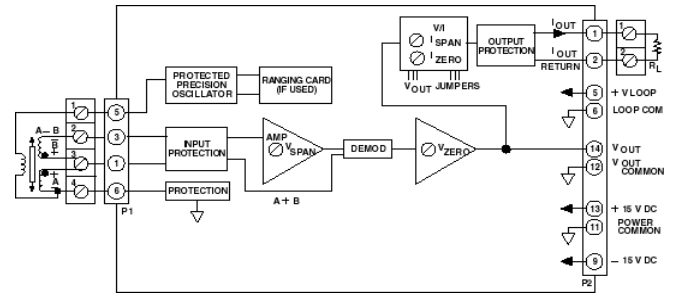 V/I
I SPAN
I ZERO
V OUT JUMPERS
OUTPUT PROTECTION
I OUT
1
1
I OUT
RETURN
2
2
R L
PROTECTED PRECISION OSCILLATOR
RANGING CARD (IF USED)
5
+ V LOOP
6
LOOP COM
1
5
A – B
2
3
B
+
3
1
+
A
4
6
P1
INPUT PROTECTION
AMP
V SPAN
DEMOD
V ZERO
14
V OUT
12
V OUT COMMON
PROTECTION
A + B
13
+ 15 V DC
11
POWER COMMON
9
– 15 V DC
P2